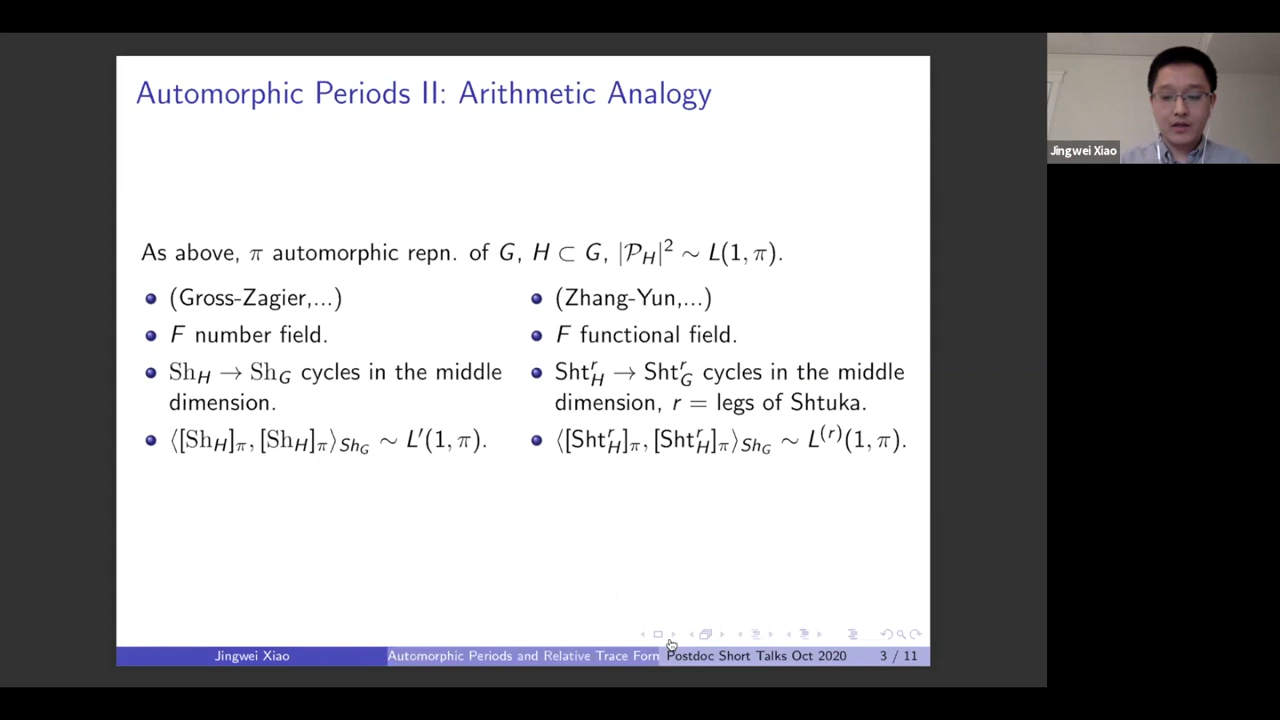 Automorphic Periods II: Arithmetic Analogy
As above, π automorphic repn. of G, H ⊂ G, |𝒫_H|² ∼ L(1, π).
(Gross-Zagier,...)
F number field.
Sh_H → Sh_G cycles in the middle
dimension.
⟨[Sh_H]_π, [Sh_H]_π⟩_{Sh_G} ∼ L′(1, π).
(Zhang-Yun,...)
F functional field.
Sht^r_H → Sht^r_G cycles in the middle
dimension, r = legs of Shtuka.
⟨[Sht^r_H]_π, [Sht^r_H]_π⟩_{Sh_G} ∼ L^{(r)}(1, π).
Jingwei Xiao
Automorphic Periods and Relative Trace Form
Postdoc Short Talks Oct 2020
3 / 11
Jingwei Xiao